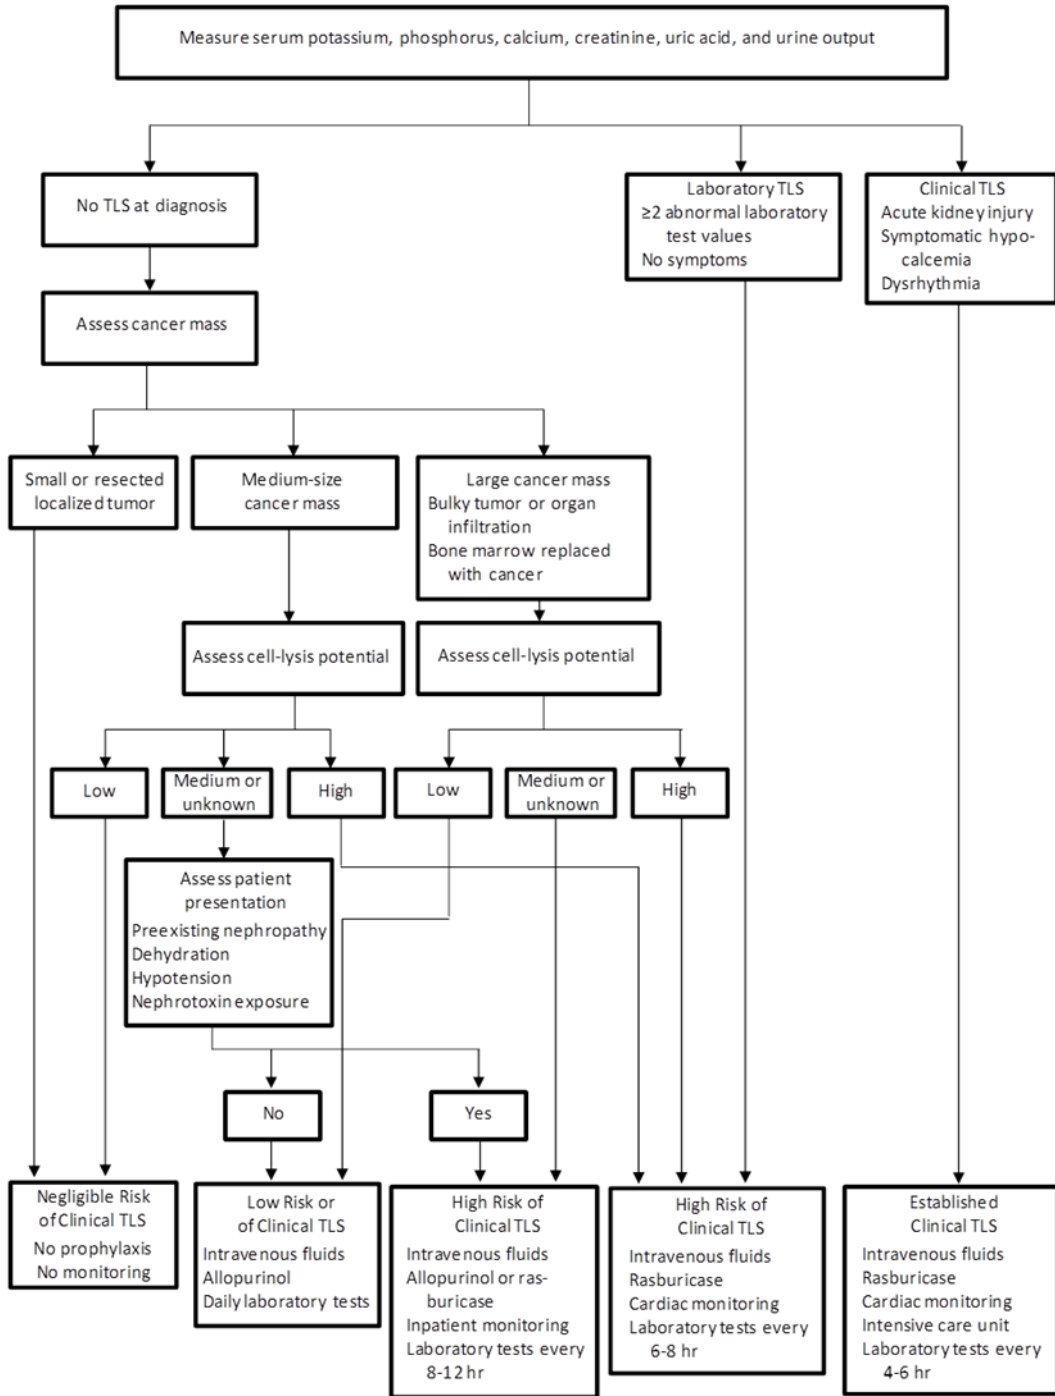 Measure serum potassium, phosphorus, calcium, creatinine, uric acid, and urine output
No TLS at diagnosis
Laboratory TLS
≥2 abnormal laboratory
test values
No symptoms
Clinical TLS
Acute kidney injury
Symptomatic hypo-
calcemia
Dysrhythmia
Assess cancer mass
Small or resected
localized tumor
Medium-size
cancer mass
Large cancer mass
Bulky tumor or organ
infiltration
Bone marrow replaced
with cancer
Assess cell-lysis potential
Assess cell-lysis potential
Low
Medium or
unknown
High
Low
Medium or
unknown
High
Assess patient
presentation
Preexisting nephropathy
Dehydration
Hypotension
Nephrotoxin exposure
No
Yes
Negligible Risk
of Clinical TLS
No prophylaxis
No monitoring
Low Risk or
of Clinical TLS
Intravenous fluids
Allopurinol
Daily laboratory tests
High Risk of
Clinical TLS
Intravenous fluids
Allopurinol or ras-
buricase
Inpatient monitoring
Laboratory tests every
8-12 hr
High Risk of
Clinical TLS
Intravenous fluids
Rasburicase
Cardiac monitoring
Laboratory tests every
6-8 hr
Established
Clinical TLS
Intravenous fluids
Rasburicase
Cardiac monitoring
Intensive care unit
Laboratory tests every
4-6 hr